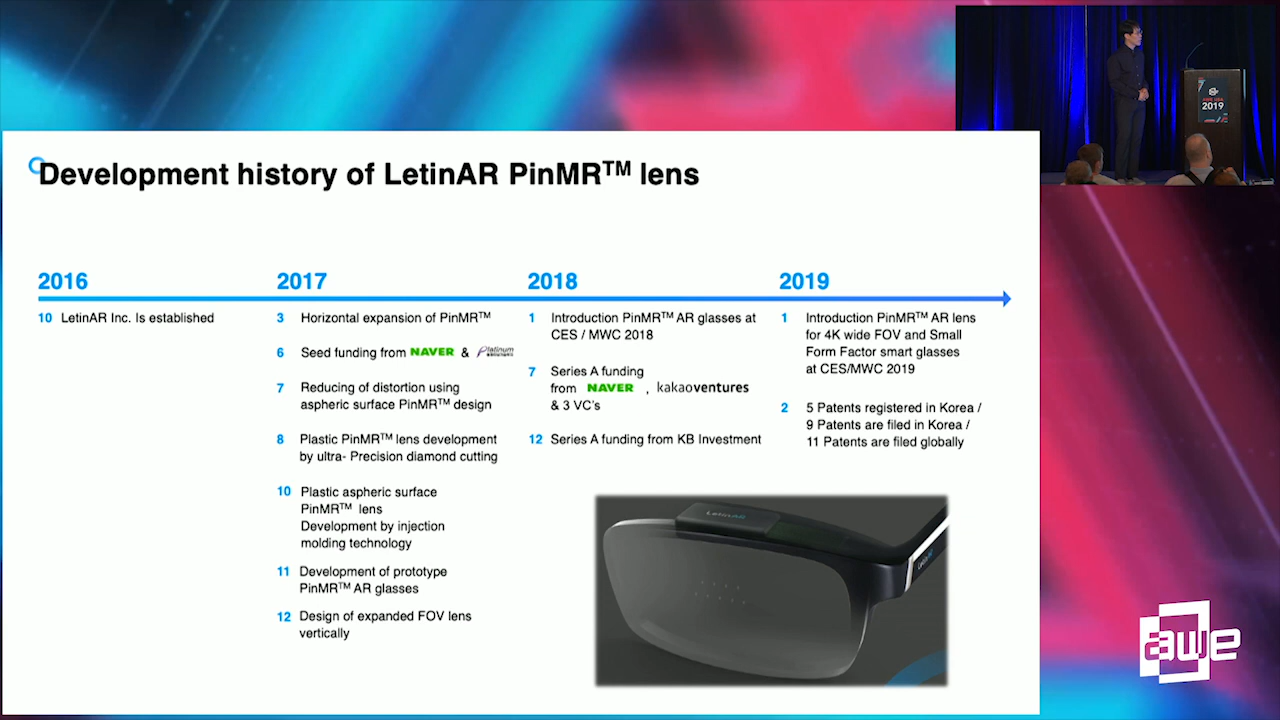 Development history of LetinAR PinMR™ lens
2016
10 LetinAR Inc. Is established
2017
3 Horizontal expansion of PinMR™
6 Seed funding from NAVER & Platinum
7 Reducing of distortion using
aspheric surface PinMR™ design
8 Plastic PinMR™ lens development
by ultra- Precision diamond cutting
10 Plastic aspheric surface
PinMR™ lens
Development by injection
molding technology
11 Development of prototype
PinMR™ AR glasses
12 Design of expanded FOV lens
vertically
2018
1 Introduction PinMR™ AR glasses at
CES / MWC 2018
7 Series A funding
from NAVER , kakaoventures
& 3 VC's
12 Series A funding from KB Investment
2019
1 Introduction PinMR™ AR lens
for 4K wide FOV and Small
Form Factor smart glasses
at CES/MWC 2019
2 5 Patents registered in Korea /
9 Patents are filed in Korea /
11 Patents are filed globally
LetinAR
LetinAR
2019
awe